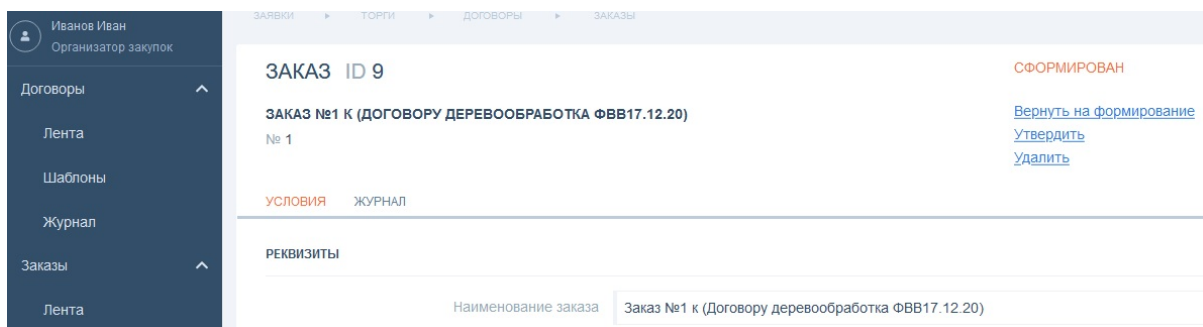 Иванов Иван
Организатор закупок
Договоры
Лента
Шаблоны
Журнал
Заказы
Лента
ЗАЯВКИ ▸ ТОРГИ ▸ ДОГОВОРЫ ▸ ЗАКАЗЫ
ЗАКАЗ ID 9
ЗАКАЗ №1 К (ДОГОВОРУ ДЕРЕВООБРАБОТКА ФВВ17.12.20)
№ 1
СФОРМИРОВАН
Вернуть на формирование
Утвердить
Удалить
УСЛОВИЯ ЖУРНАЛ
РЕКВИЗИТЫ
Наименование заказа Заказ №1 к (Договору деревообработка ФВВ17.12.20)